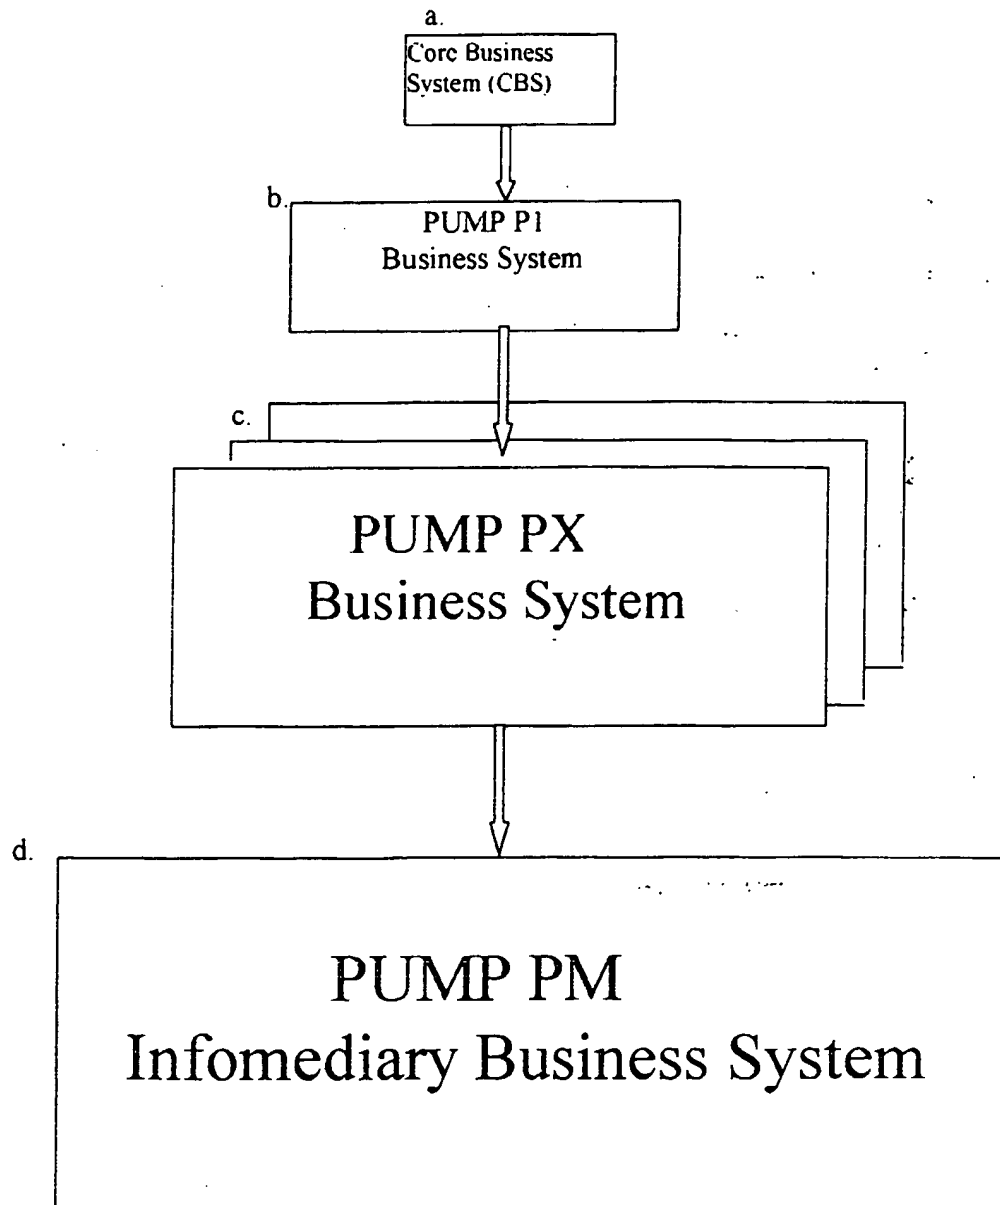 a.
Core Business
System (CBS)
b.
PUMP P1
Business System
c.
PUMP PX
Business System
d.
PUMP PM
Infomediary Business System